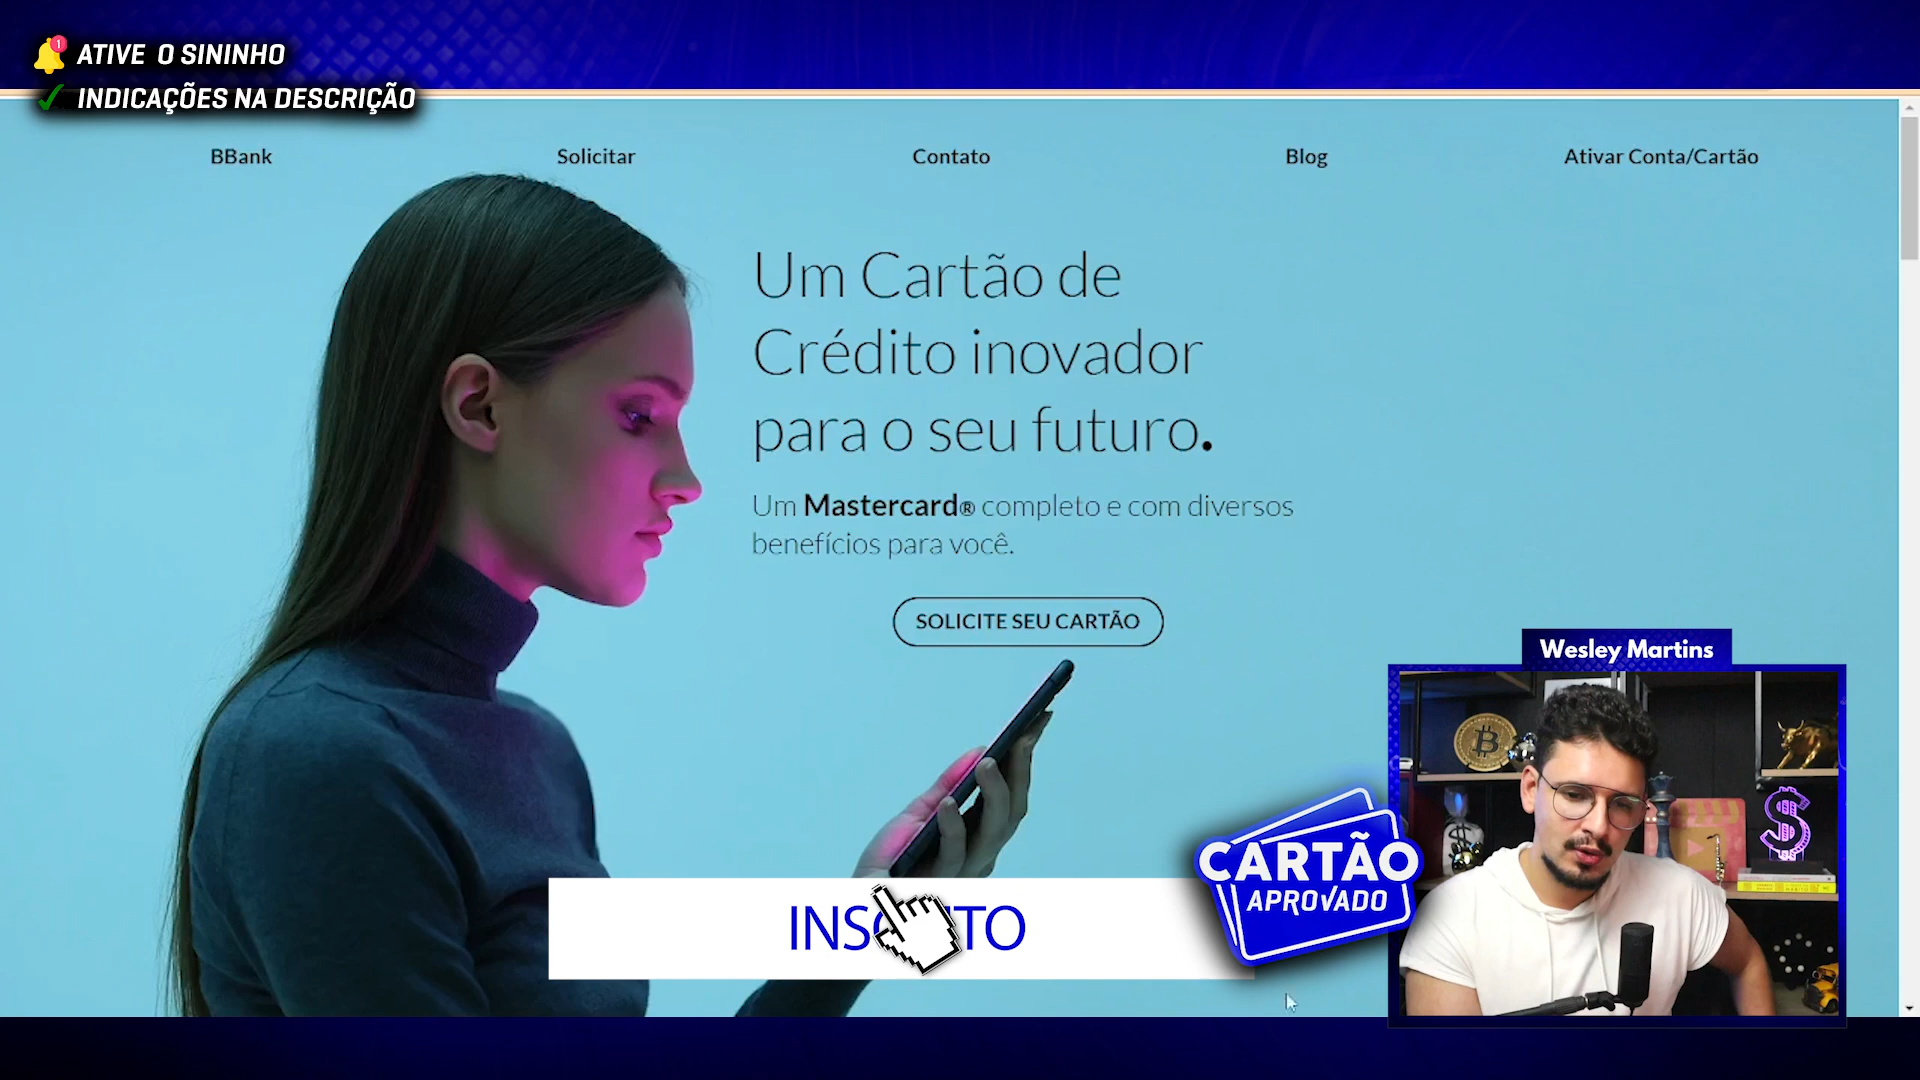 ATIVE O SININHO
INDICAÇÕES NA DESCRIÇÃO
BBank
Solicitar
Contato
Blog
Ativar Conta/Cartão
Um Cartão de
Crédito inovador
para o seu futuro.
Um Mastercard® completo e com diversos
benefícios para você.
SOLICITE SEU CARTÃO
Wesley Martins
CARTÃO
APROVADO